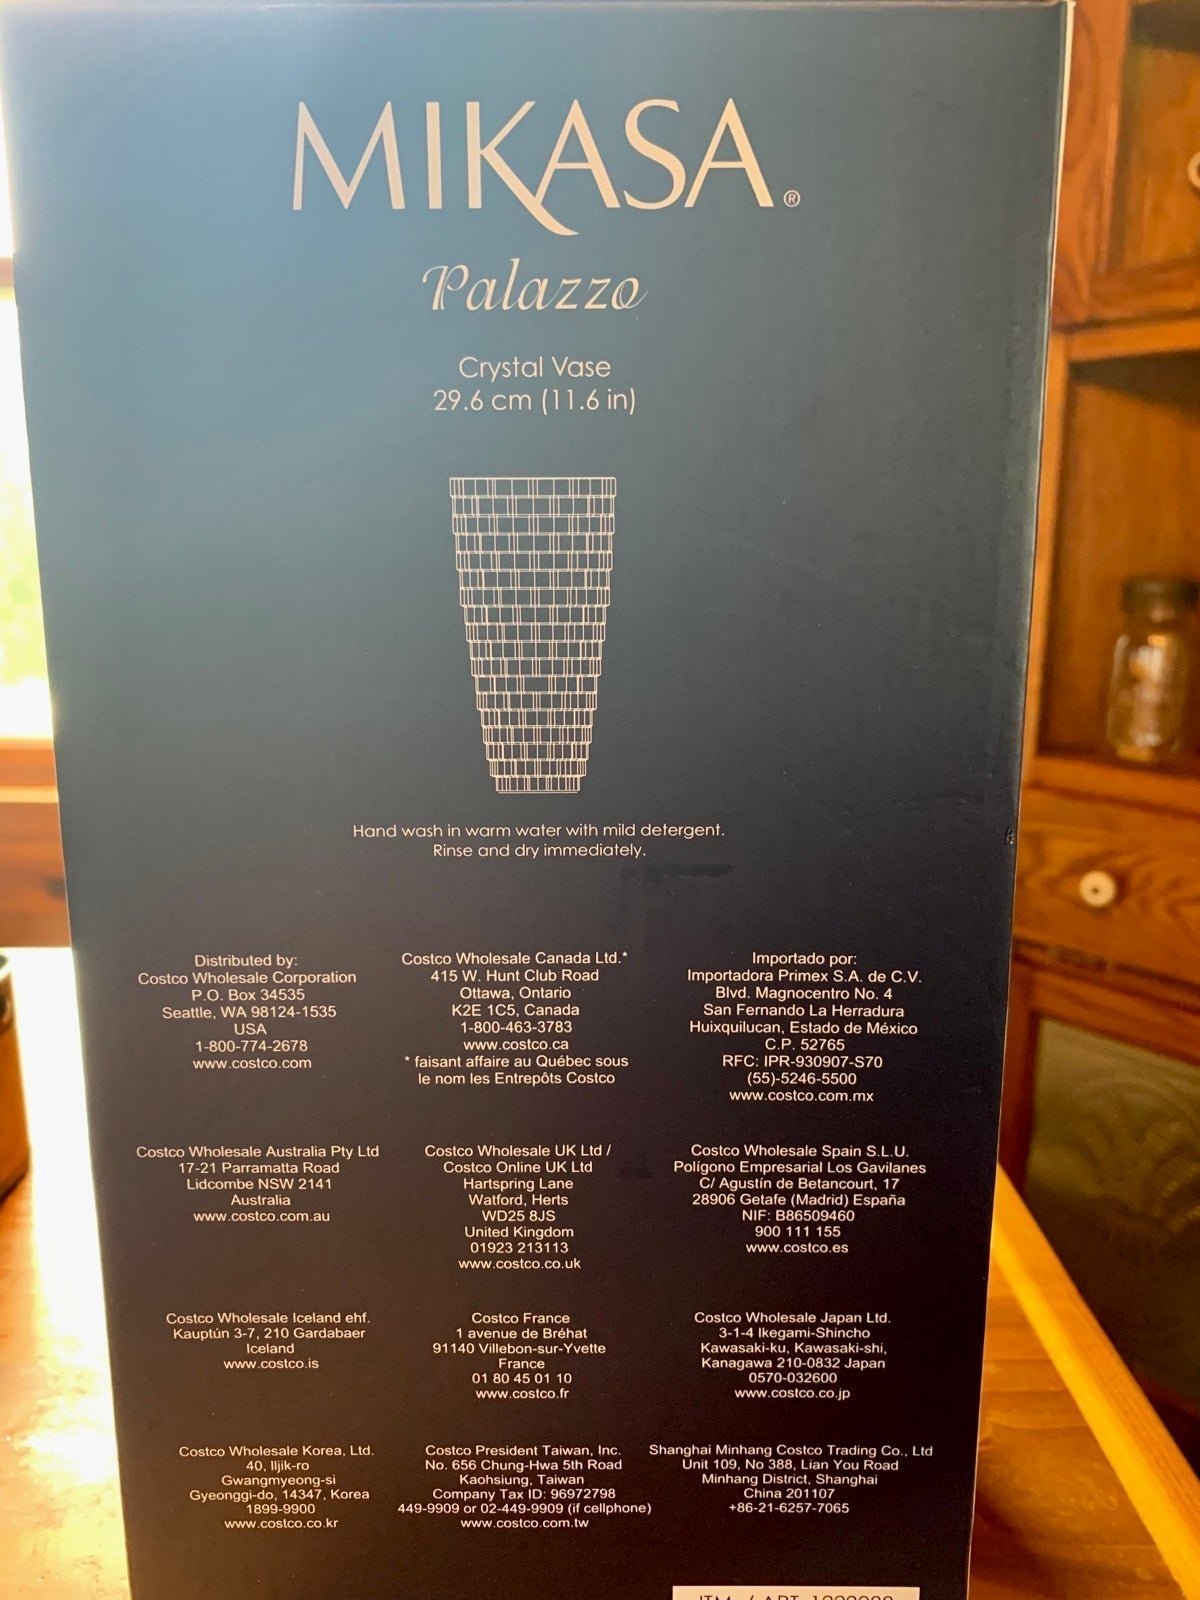 MIKASA®
Palazzo
Crystal Vase
29.6 cm (11.6 in)
Hand wash in warm water with mild detergent.
Rinse and dry immediately.
Distributed by:
Costco Wholesale Corporation
P.O. Box 34535
Seattle, WA 98124-1535
USA
1-800-774-2678
www.costco.com
Costco Wholesale Canada Ltd.*
415 W. Hunt Club Road
Ottawa, Ontario
K2E 1C5, Canada
1-800-463-3783
www.costco.ca
* faisant affaire au Québec sous
le nom les Entrepôts Costco
Importado por:
Importadora Primex S.A. de C.V.
Blvd. Magnocentro No. 4
San Fernando La Herradura
Huixquilucan, Estado de México
C.P. 52765
RFC: IPR-930907-S70
(55)-5246-5500
www.costco.com.mx
Costco Wholesale Australia Pty Ltd
17-21 Parramatta Road
Lidcombe NSW 2141
Australia
www.costco.com.au
Costco Wholesale UK Ltd /
Costco Online UK Ltd
Hartspring Lane
Watford, Herts
WD25 8JS
United Kingdom
01923 213113
www.costco.co.uk
Costco Wholesale Spain S.L.U.
Polígono Empresarial Los Gavilanes
C/ Agustín de Betancourt, 17
28906 Getafe (Madrid) España
NIF: B86509460
900 111 155
www.costco.es
Costco Wholesale Iceland ehf.
Kauptún 3-7, 210 Gardabaer
Iceland
www.costco.is
Costco France
1 avenue de Bréhat
91140 Villebon-sur-Yvette
France
01 80 45 01 10
www.costco.fr
Costco Wholesale Japan Ltd.
3-1-4 Ikegami-Shincho
Kawasaki-ku, Kawasaki-shi,
Kanagawa 210-0832 Japan
0570-032600
www.costco.co.jp
Costco Wholesale Korea, Ltd.
40, Iljik-ro
Gwangmyeong-si
Gyeonggi-do, 14347, Korea
1899-9900
www.costco.co.kr
Costco President Taiwan, Inc.
No. 656 Chung-Hwa 5th Road
Kaohsiung, Taiwan
Company Tax ID: 96972798
449-9909 or 02-449-9909 (if cellphone)
www.costco.com.tw
Shanghai Minhang Costco Trading Co., Ltd
Unit 109, No 388, Lian You Road
Minhang District, Shanghai
China 201107
+86-21-6257-7065
ITM. / ART.